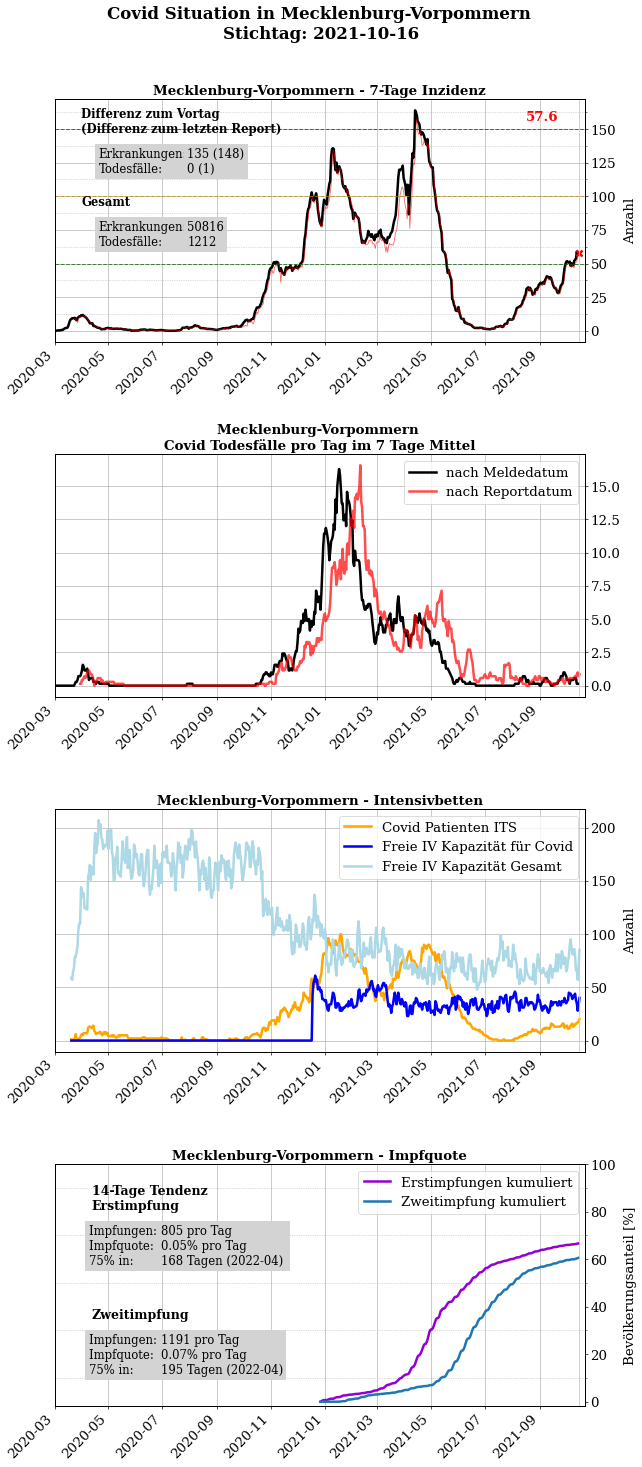 Covid Situation in Mecklenburg-Vorpommern
Stichtag: 2021-10-16
Mecklenburg-Vorpommern - 7-Tage Inzidenz
Differenz zum Vortag
(Differenz zum letzten Report)
Erkrankungen 135 (148)
Todesfälle: 0 (1)
Gesamt
Erkrankungen 50816
Todesfälle: 1212
57.6
150
125
100
75
50
25
0
Anzahl
2020-03
2020-05
2020-07
2020-09
2020-11
2021-01
2021-03
2021-05
2021-07
2021-09
Mecklenburg-Vorpommern
Covid Todesfälle pro Tag im 7 Tage Mittel
nach Meldedatum
nach Reportdatum
15.0
12.5
10.0
7.5
5.0
2.5
0.0
2020-03
2020-05
2020-07
2020-09
2020-11
2021-01
2021-03
2021-05
2021-07
2021-09
Mecklenburg-Vorpommern - Intensivbetten
Covid Patienten ITS
Freie IV Kapazität für Covid
Freie IV Kapazität Gesamt
200
150
100
50
0
Anzahl
2020-03
2020-05
2020-07
2020-09
2020-11
2021-01
2021-03
2021-05
2021-07
2021-09
Mecklenburg-Vorpommern - Impfquote
14-Tage Tendenz
Erstimpfung
Impfungen: 805 pro Tag
Impfquote: 0.05% pro Tag
75% in: 168 Tagen (2022-04)
Zweitimpfung
Impfungen: 1191 pro Tag
Impfquote: 0.07% pro Tag
75% in: 195 Tagen (2022-04)
Erstimpfungen kumuliert
Zweitimpfung kumuliert
100
80
60
40
20
0
Bevölkerungsanteil [%]
2020-03
2020-05
2020-07
2020-09
2020-11
2021-01
2021-03
2021-05
2021-07
2021-09